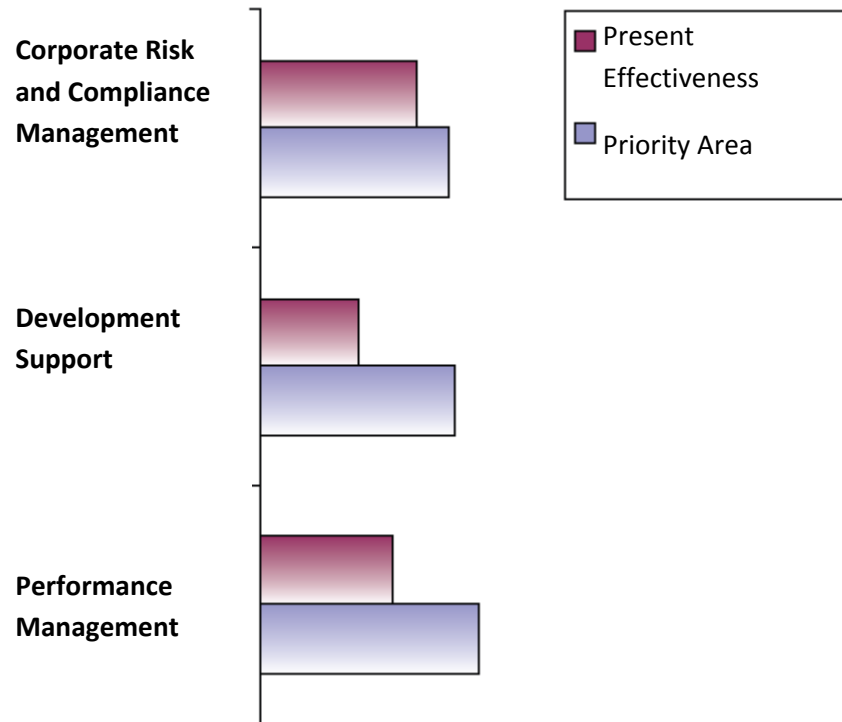 Corporate Risk
and Compliance
Management
Present
Effectiveness
Priority Area
Development
Support
Performance
Management